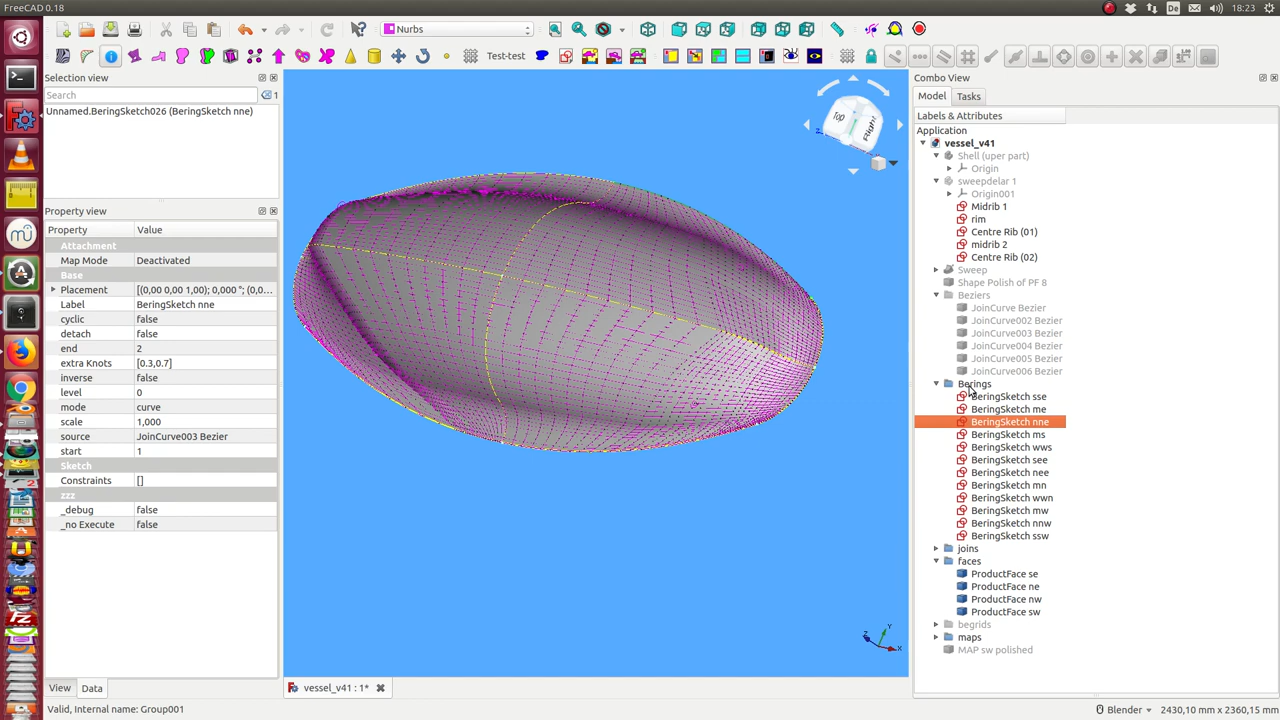 FreeCAD 0.18
De
18:23
Nurbs
Test-test
Selection view
Search
1
Unnamed.BeringSketch026 (BeringSketch nne)
Property view
Property Value
Attachment
Map Mode Deactivated
Base
Placement [(0,00 0,00 1,00); 0,000 °; (0,0...
Label BeringSketch nne
cyclic false
detach false
end 2
extra Knots [0.3,0.7]
inverse false
level 0
mode curve
scale 1,000
source JoinCurve003 Bezier
start 1
Sketch
Constraints []
zzz
_debug false
_no Execute false
View Data
Valid, Internal name: Group001
Top
Right
Z
Y
X
vessel_v41 : 1*
Combo View
Model Tasks
Labels & Attributes
Application
vessel_v41
Shell (uper part)
Origin
sweepdelar 1
Origin001
Midrib 1
rim
Centre Rib (01)
midrib 2
Centre Rib (02)
Sweep
Shape Polish of PF 8
Beziers
JoinCurve Bezier
JoinCurve002 Bezier
JoinCurve003 Bezier
JoinCurve004 Bezier
JoinCurve005 Bezier
JoinCurve006 Bezier
Berings
BeringSketch sse
BeringSketch me
BeringSketch nne
BeringSketch ms
BeringSketch wws
BeringSketch see
BeringSketch nee
BeringSketch mn
BeringSketch wwn
BeringSketch mw
BeringSketch nnw
BeringSketch ssw
joins
faces
ProductFace se
ProductFace ne
ProductFace nw
ProductFace sw
begrids
maps
MAP sw polished
Blender 2430,10 mm x 2360,15 mm